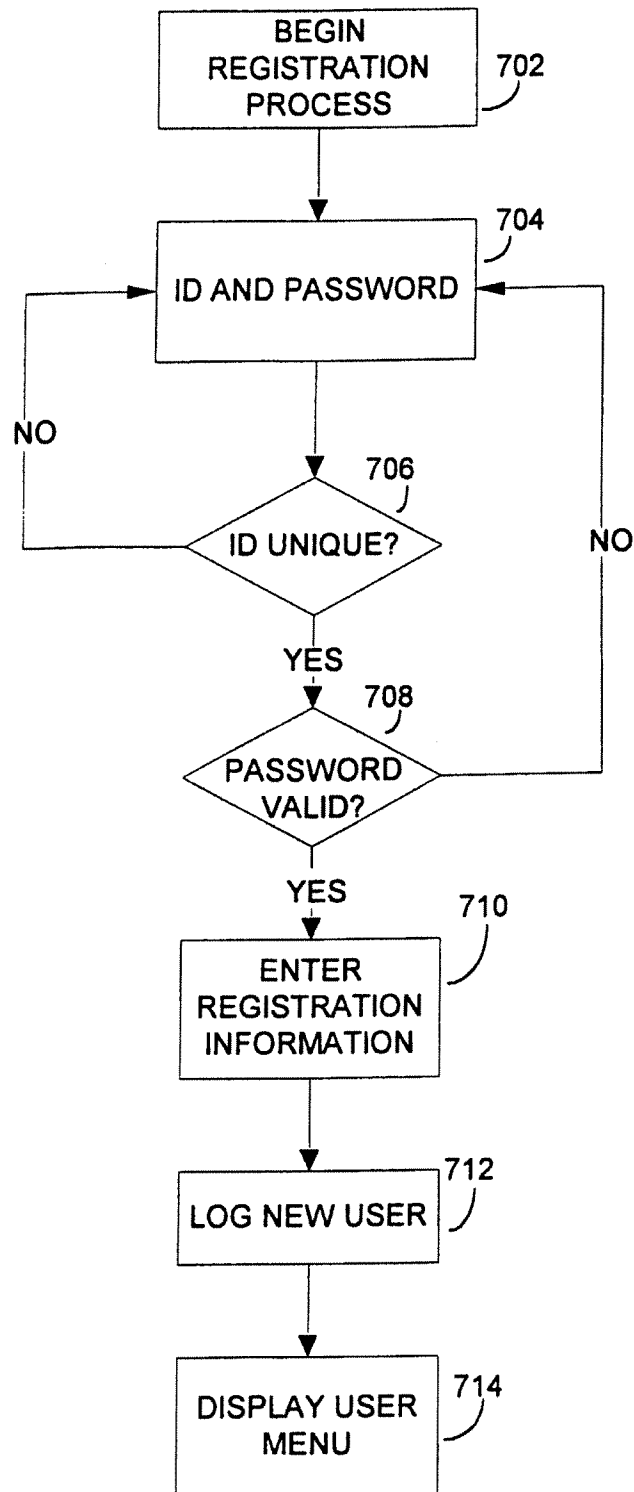 BEGIN
REGISTRATION
PROCESS
702
704
ID AND PASSWORD
NO
706
ID UNIQUE?
NO
YES
708
PASSWORD
VALID?
YES
710
ENTER
REGISTRATION
INFORMATION
712
LOG NEW USER
714
DISPLAY USER
MENU